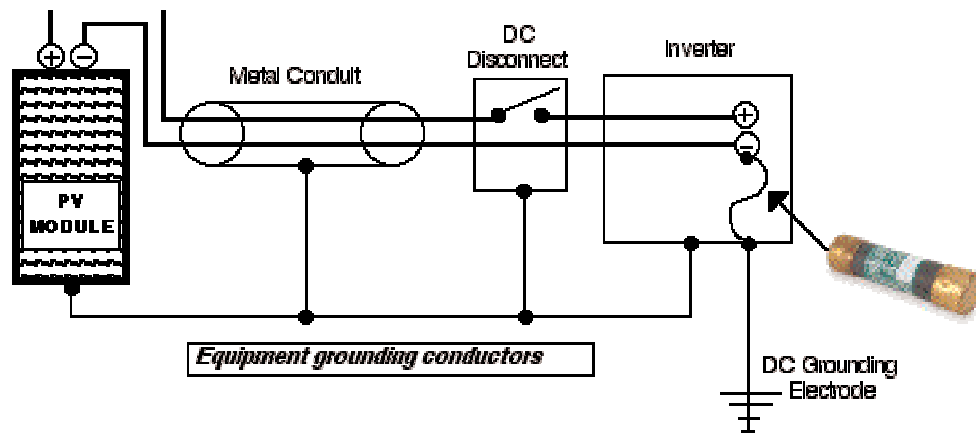 DC
Disconnect
Inverter
Metal Conduit
+
−
+
−
PV
MODULE
Equipment grounding conductors
DC Grounding
Electrode